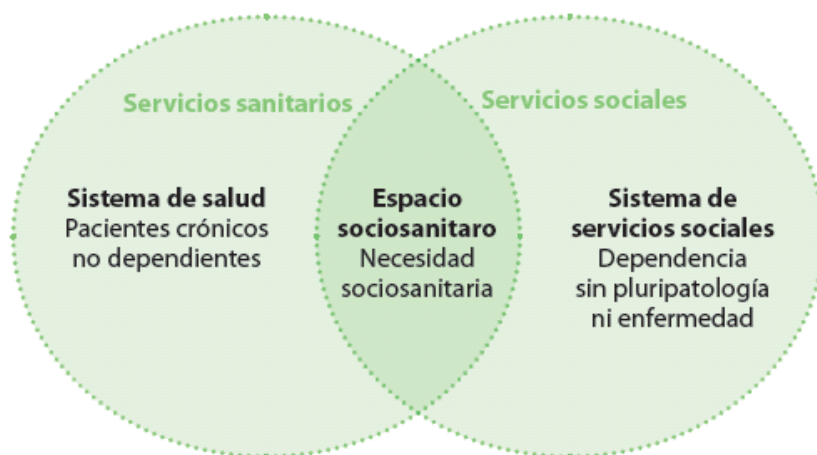 Servicios sanitarios
Servicios sociales
Sistema de salud
Pacientes crónicos
no dependientes
Espacio
sociosanitaro
Necesidad
sociosanitaria
Sistema de
servicios sociales
Dependencia
sin pluripatología
ni enfermedad